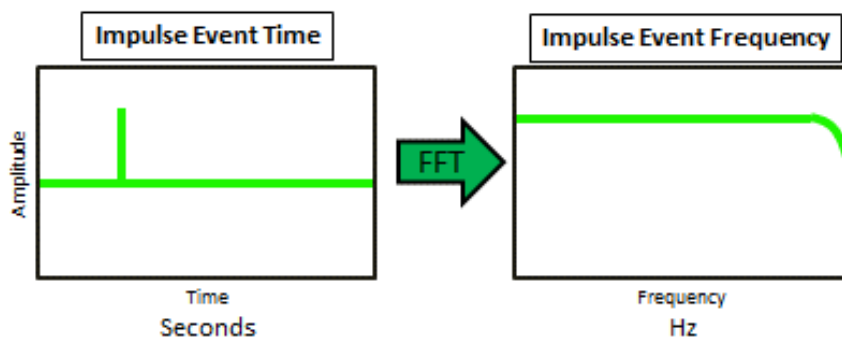 Impulse Event Time
Impulse Event Frequency
Amplitude
FFT
Time
Seconds
Frequency
Hz